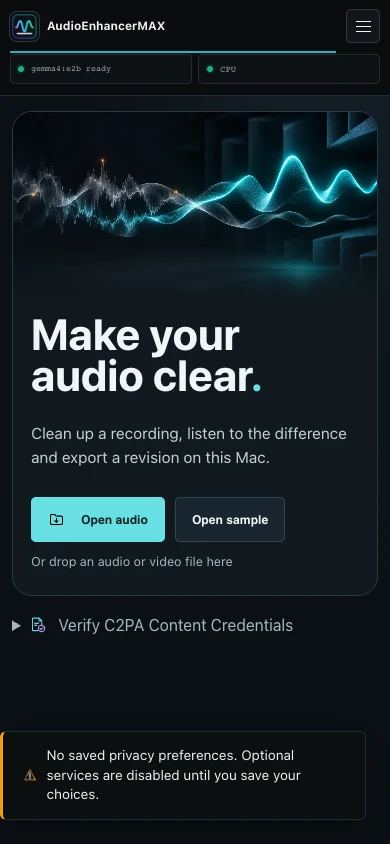 AudioEnhancerMAX
gemma4:e2b ready
CPU
Make your
audio clear.
Clean up a recording, listen to the difference
and export a revision on this Mac.
Open audio
Open sample
Or drop an audio or video file here
Verify C2PA Content Credentials
No saved privacy preferences. Optional
services are disabled until you save your
choices.